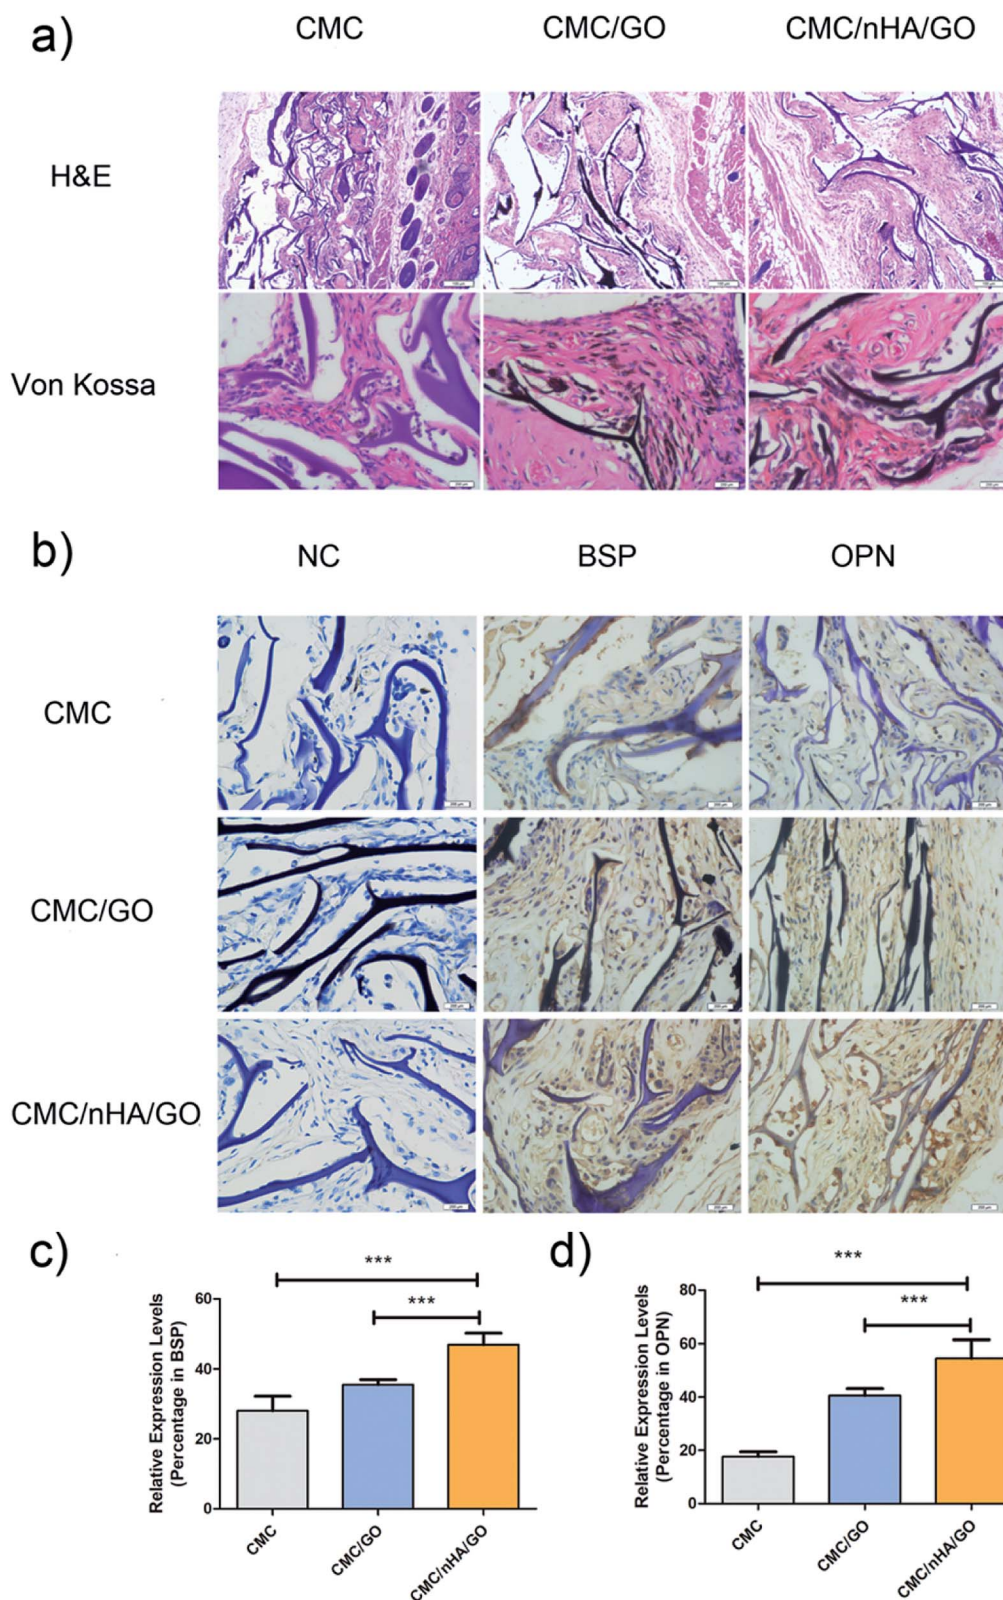 a)
CMC
CMC/GO
CMC/nHA/GO
H&E
Von Kossa
b)
NC
BSP
OPN
CMC
CMC/GO
CMC/nHA/GO
c)
***
***
60
40
20
0
Relative Expression Levels
(Percentage in BSP)
CMC
CMC/GO
CMC/nHA/GO
d)
***
***
80
60
40
20
0
Relative Expression Levels
(Percentage in OPN)
CMC
CMC/GO
CMC/nHA/GO